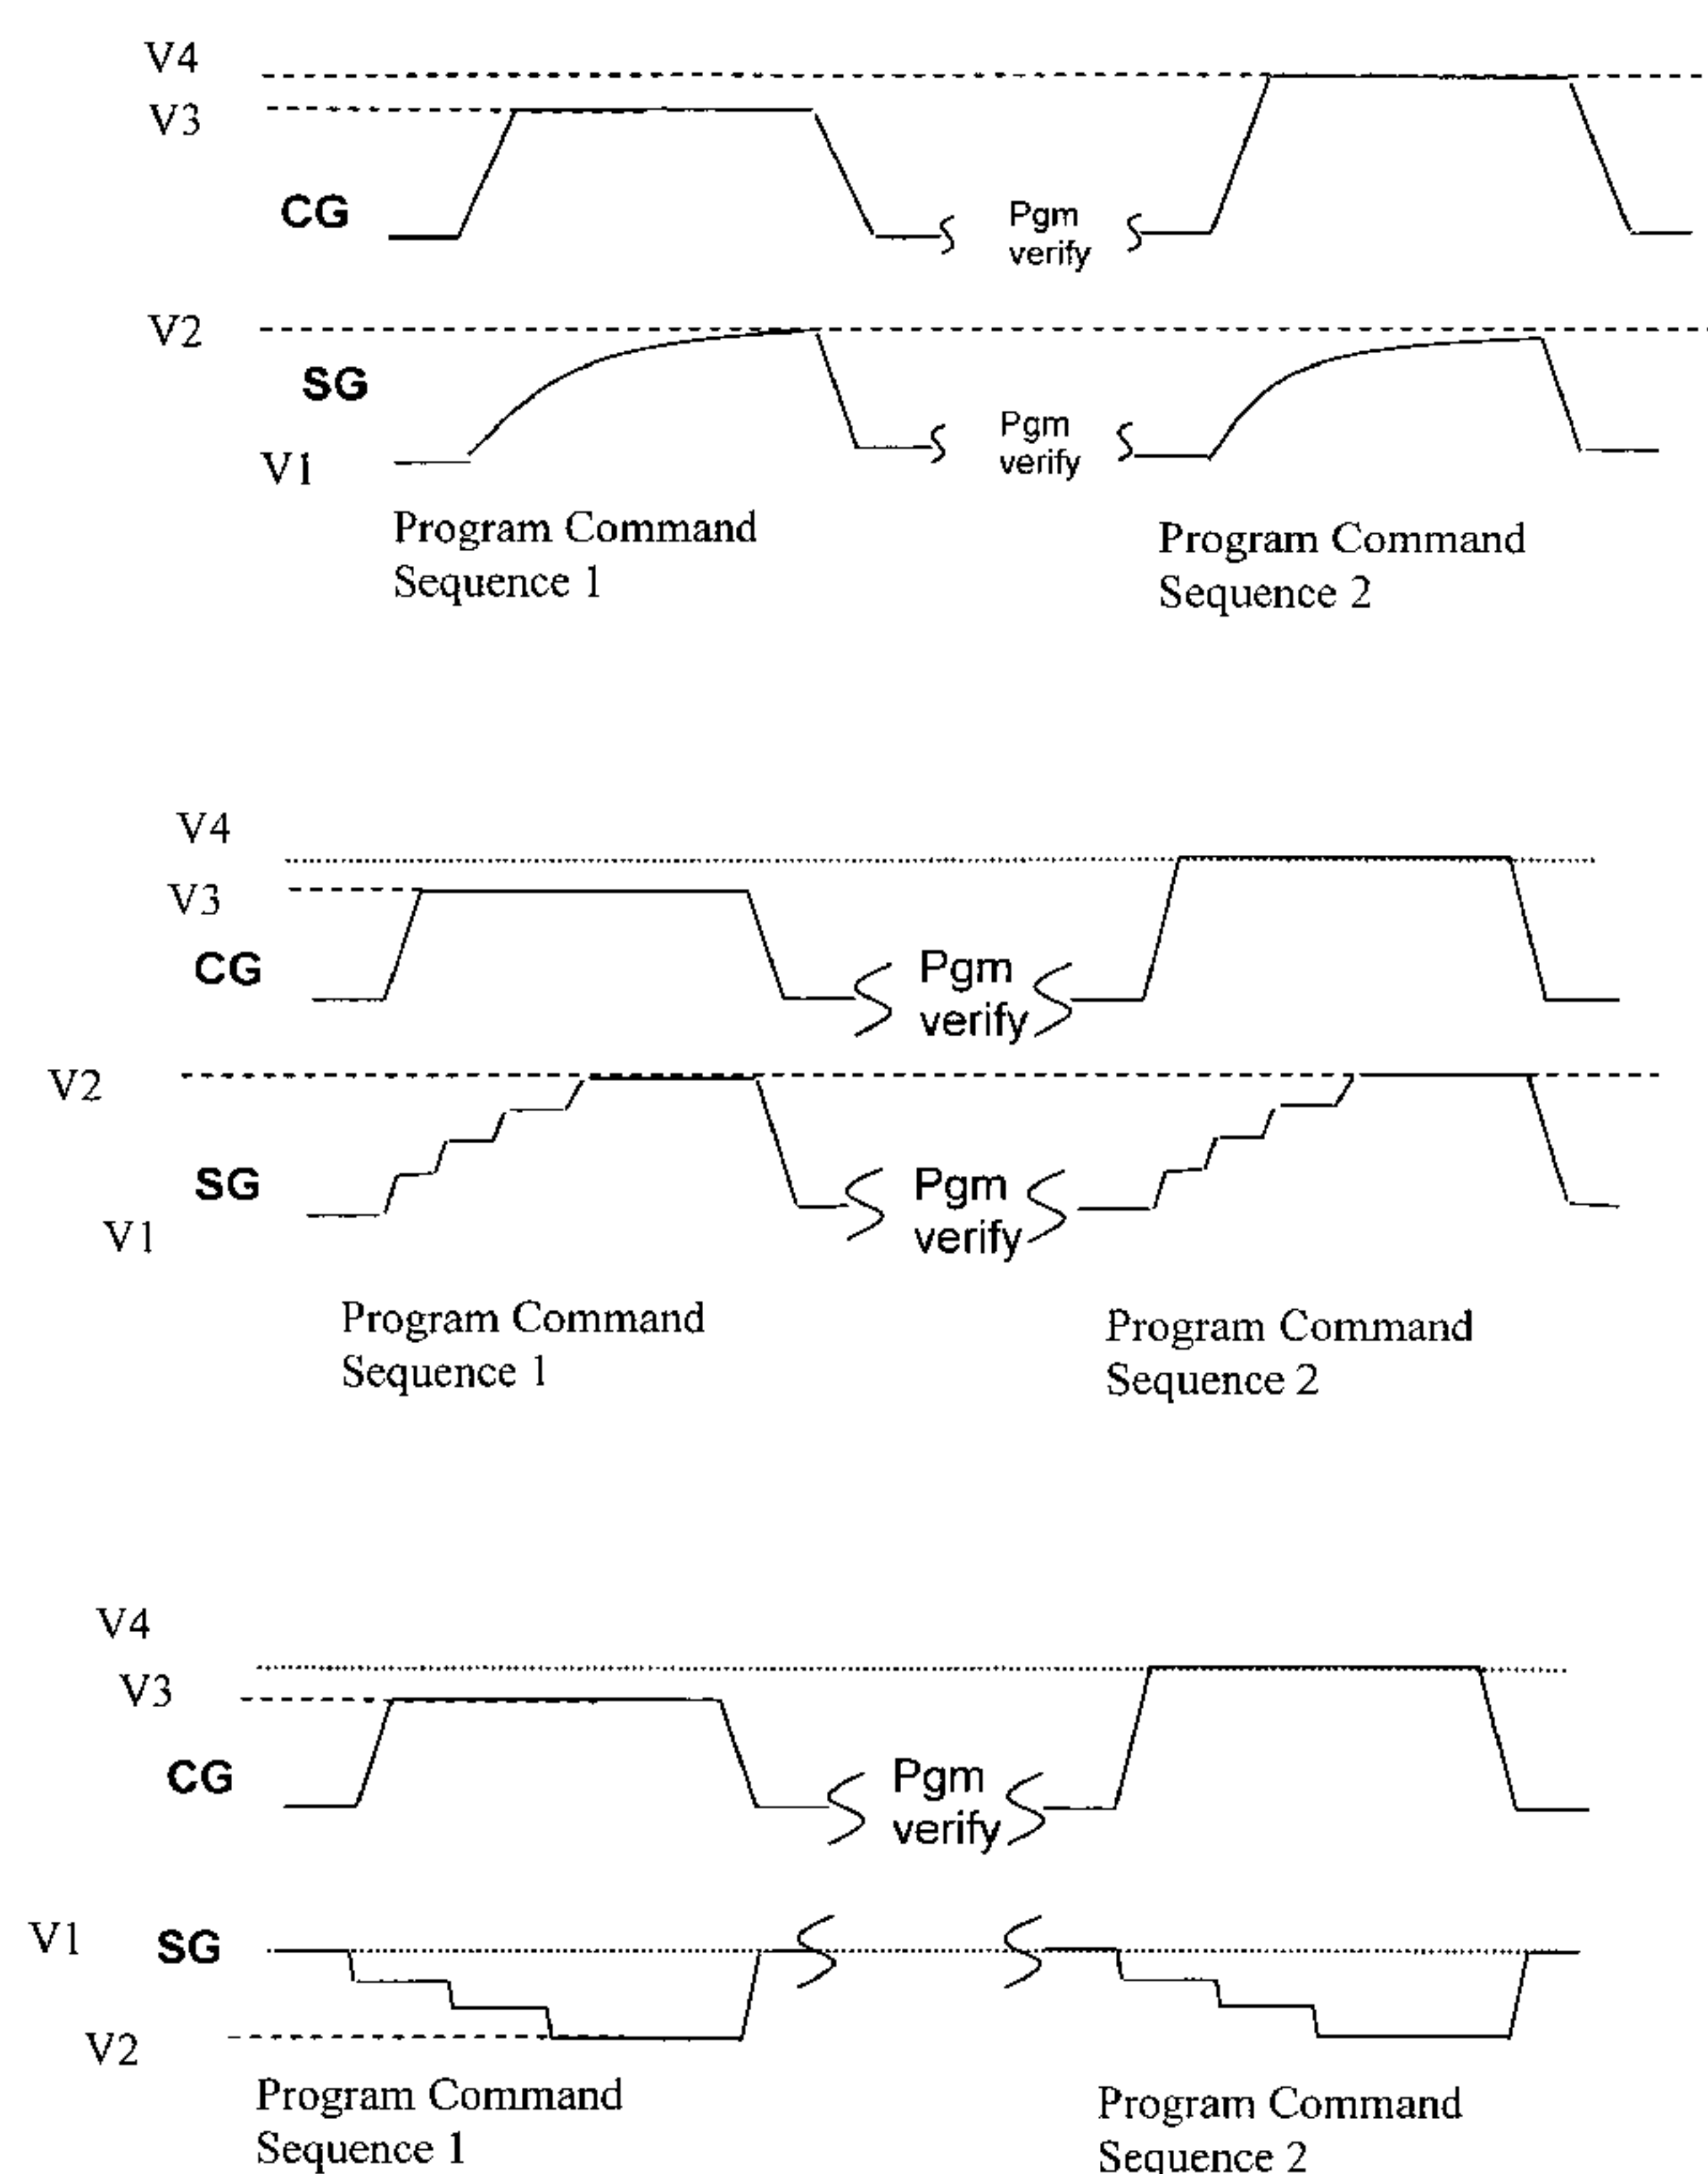 V4
V3
CG
Pgm
verify
V2
SG
Pgm
verify
V1
Program Command
Sequence 1
Program Command
Sequence 2
V4
V3
CG
Pgm
verify
V2
SG
Pgm
verify
V1
Program Command
Sequence 1
Program Command
Sequence 2
V4
V3
CG
Pgm
verify
V1
SG
V2
Program Command
Sequence 1
Program Command
Sequence 2